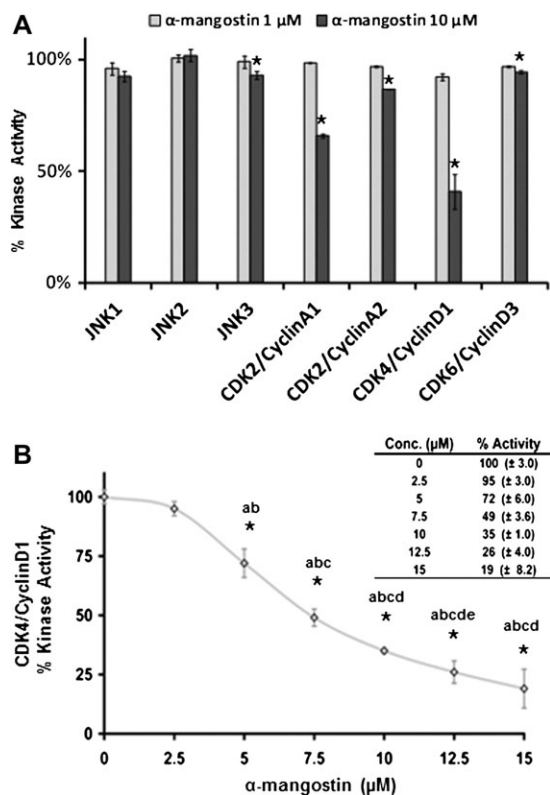 A
α-mangostin 1 µM α-mangostin 10 µM
100%
50%
0%
% Kinase Activity
* * * * *
JNK1 JNK2 JNK3 CDK2/CyclinA1 CDK2/CyclinA2 CDK4/CyclinD1 CDK6/CyclinD3
B
Conc. (µM) % Activity
0 100 (± 3.0)
2.5 95 (± 3.0)
5 72 (± 6.0)
7.5 49 (± 3.6)
10 35 (± 1.0)
12.5 26 (± 4.0)
15 19 (± 8.2)
CDK4/CyclinD1
% Kinase Activity
100
75
50
25
0
ab
*
abc
*
abcd
*
abcde
*
abcd
*
0 2.5 5 7.5 10 12.5 15
α-mangostin (µM)